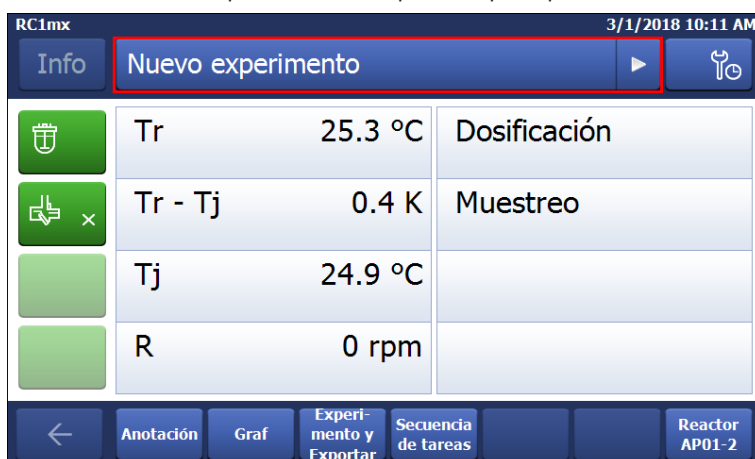 RC1mx
3/1/2018 10:11 AM
Info
Nuevo experimento
Tr 25.3 °C
Dosificación
Tr - Tj 0.4 K
Muestreo
Tj 24.9 °C
R 0 rpm
Anotación
Graf
Experi-
mento y
Exportar
Secuencia
de tareas
Reactor
AP01-2